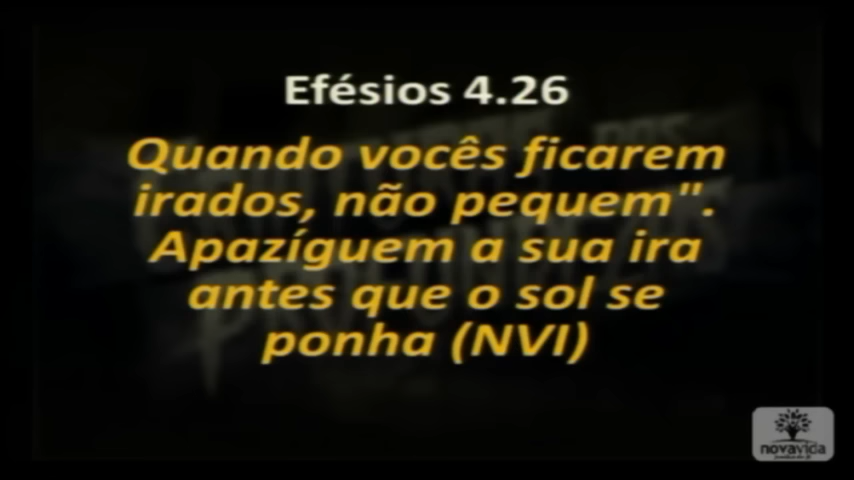 Efésios 4.26
Quando vocês ficarem
irados, não pequem".
Apazíguem a sua ira
antes que o sol se
ponha (NVI)
novavida